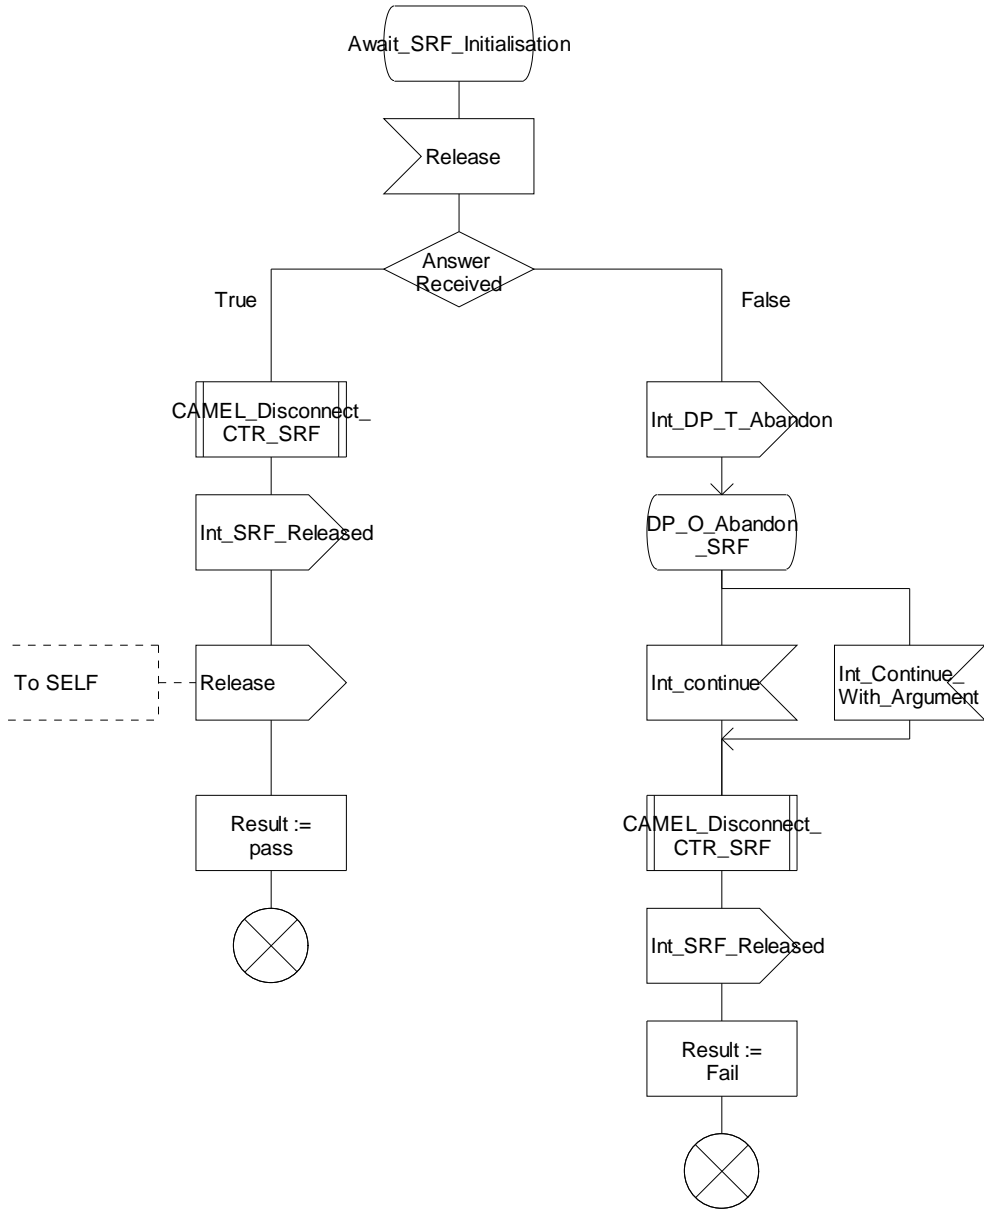 Await_SRF_Initialisation
Release
Answer
Received
True
False
CAMEL_Disconnect_
CTR_SRF
Int_DP_T_Abandon
Int_SRF_Released
DP_O_Abandon
_SRF
To SELF
Release
Int_continue
Int_Continue_
With_Argument
Result :=
pass
CAMEL_Disconnect_
CTR_SRF
Int_SRF_Released
Result :=
Fail